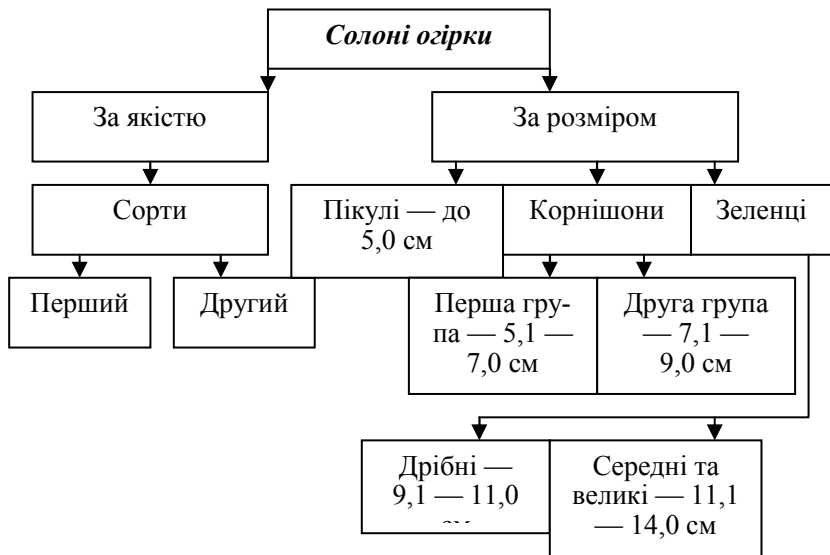 Солоні огірки
За якістю
За розміром
Сорти
Пікулі — до
5,0 см
Корнішони
Зеленці
Перший
Другий
Перша гру-
па — 5,1 —
7,0 см
Друга група
— 7,1 —
9,0 см
Дрібні —
9,1 — 11,0
см
Середні та
великі — 11,1
— 14,0 см